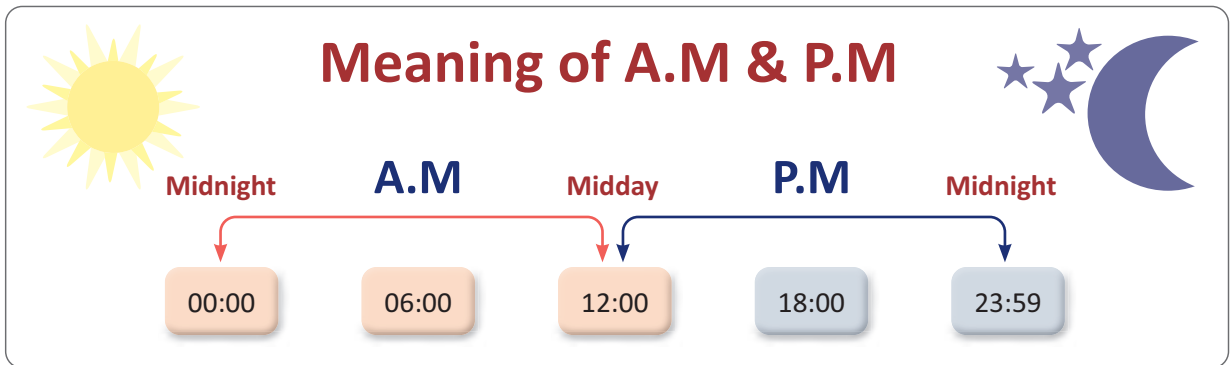 Meaning of A.M & P.M
Midnight A.M Midday P.M Midnight
00:00 06:00 12:00 18:00 23:59